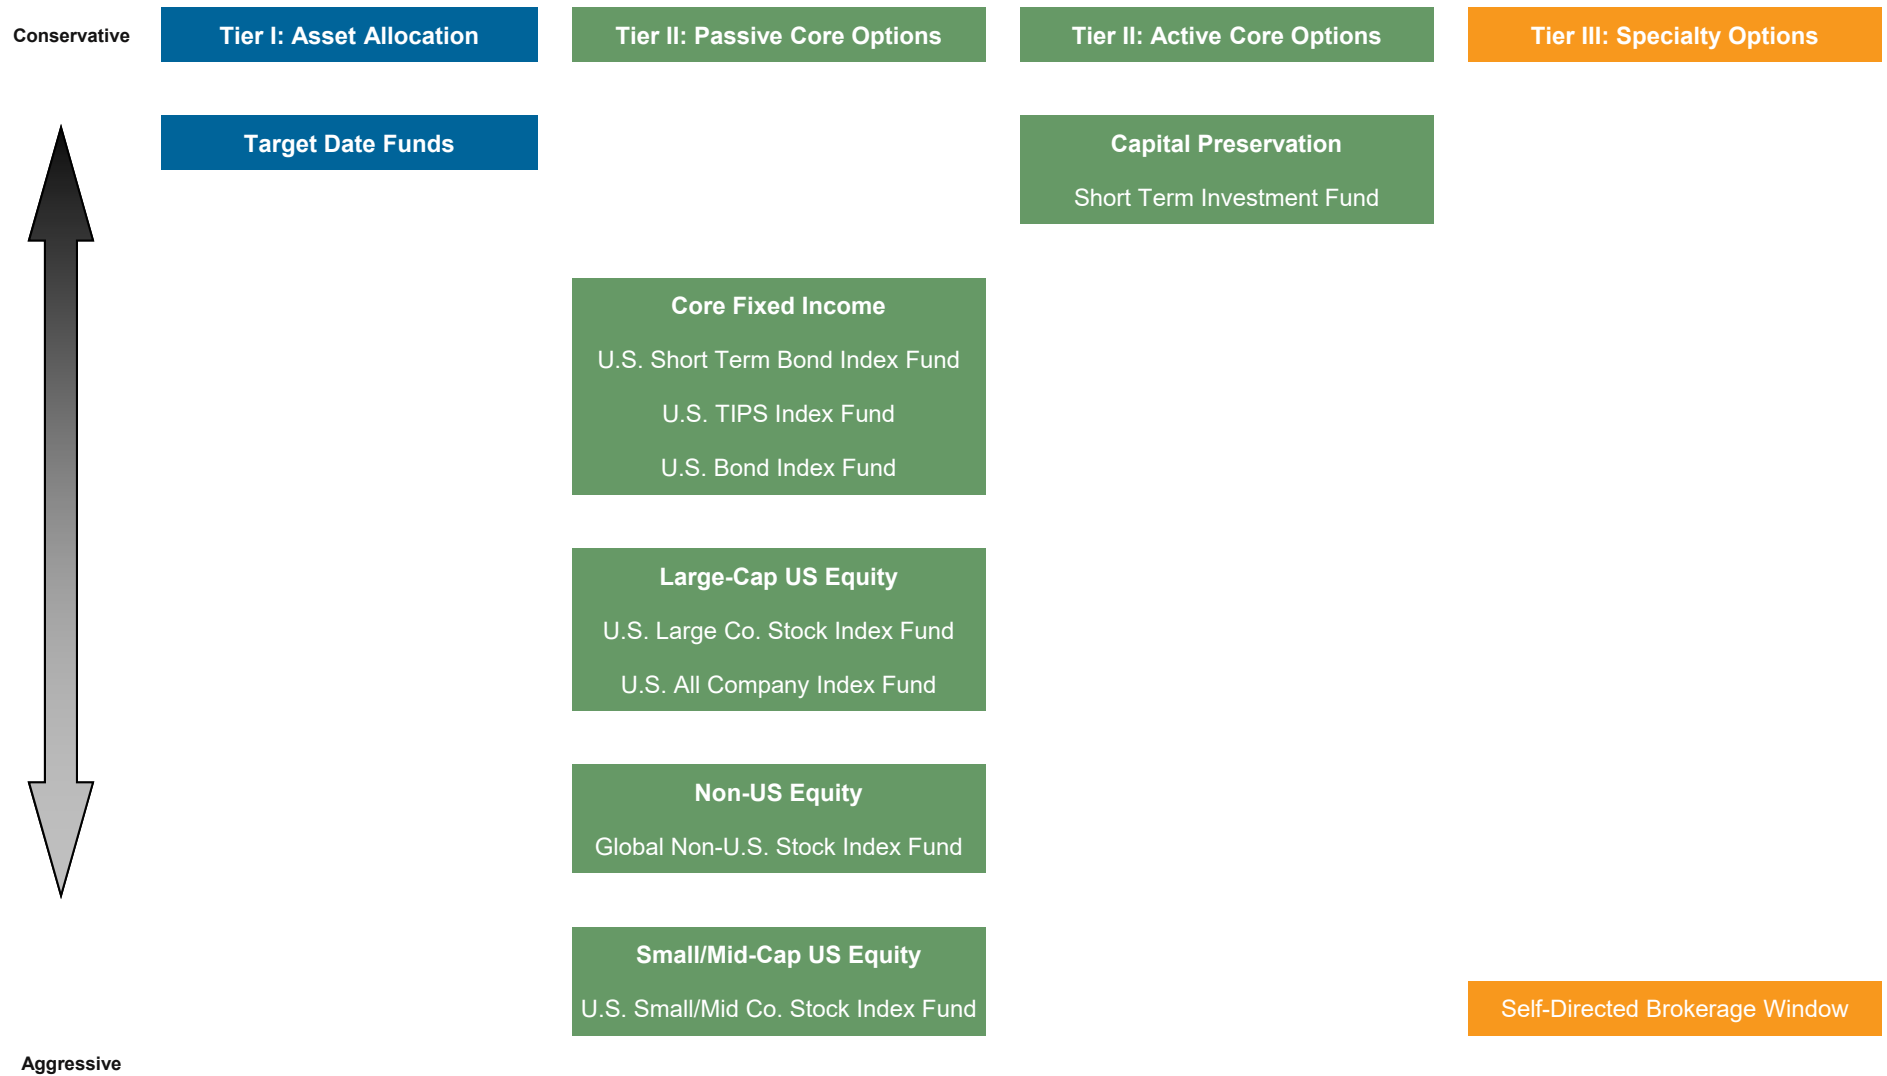 Conservative
Tier I: Asset Allocation
Tier II: Passive Core Options
Tier II: Active Core Options
Tier III: Specialty Options
Target Date Funds
Capital Preservation
Short Term Investment Fund
Core Fixed Income
U.S. Short Term Bond Index Fund
U.S. TIPS Index Fund
U.S. Bond Index Fund
Large-Cap US Equity
U.S. Large Co. Stock Index Fund
U.S. All Company Index Fund
Non-US Equity
Global Non-U.S. Stock Index Fund
Small/Mid-Cap US Equity
U.S. Small/Mid Co. Stock Index Fund
Self-Directed Brokerage Window
Aggressive